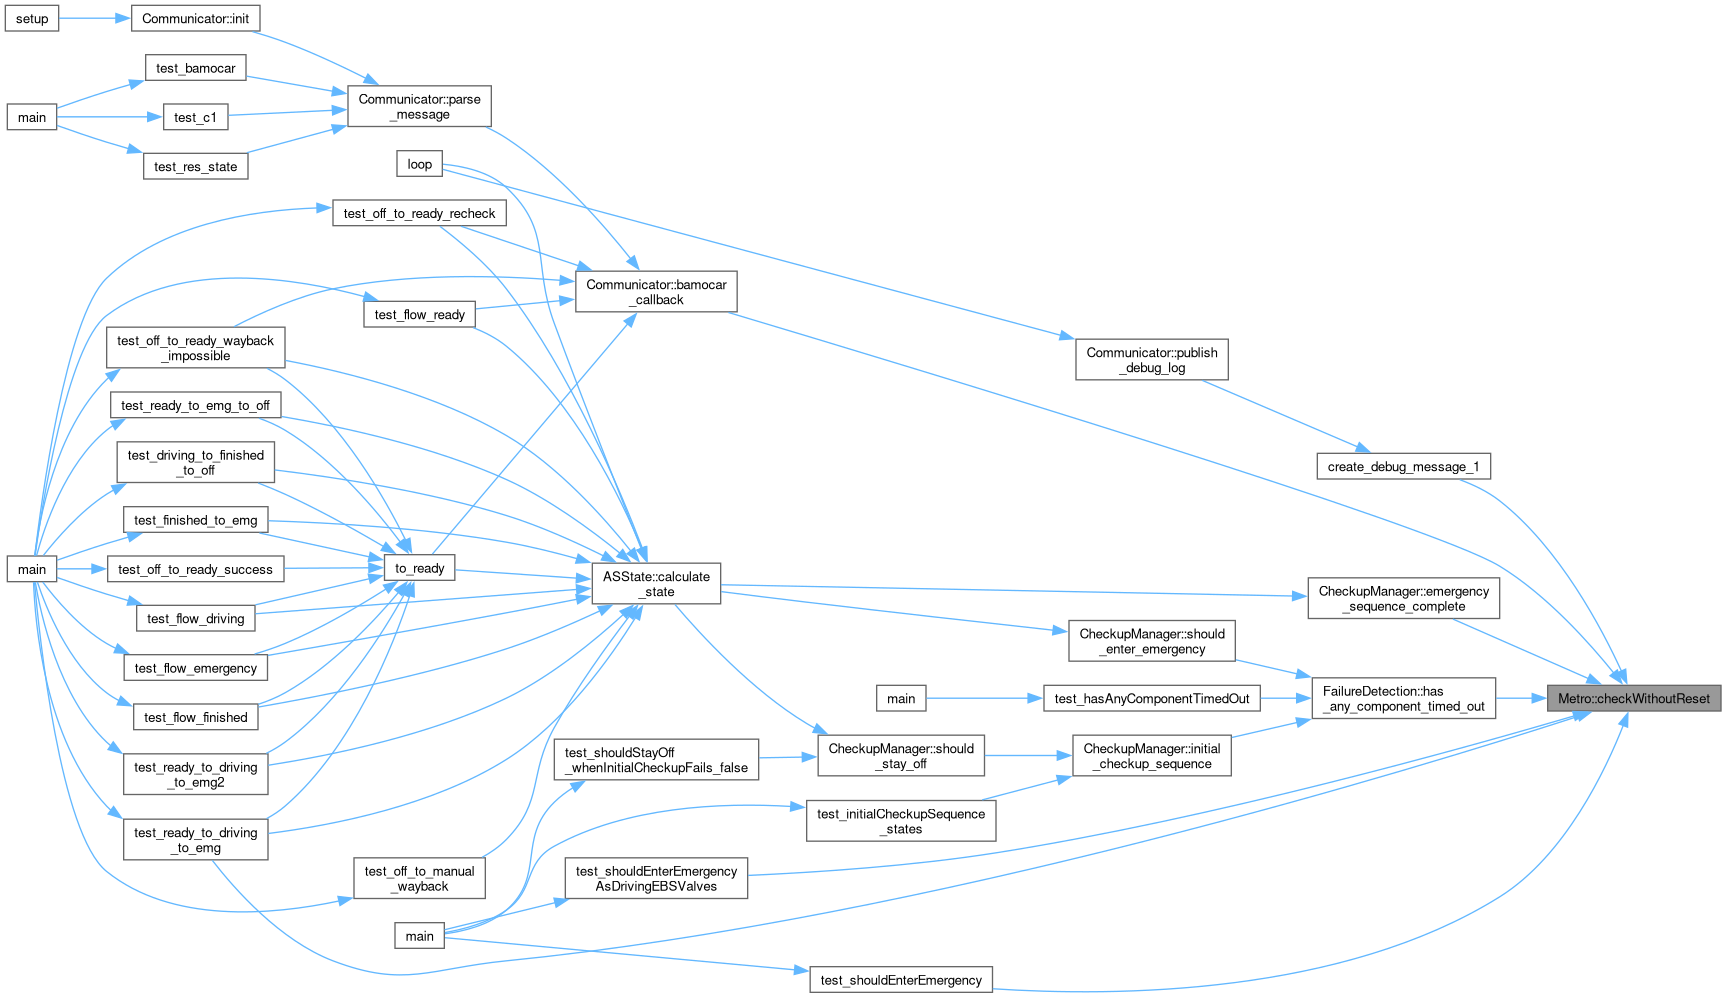 setup
Communicator::init
test_bamocar
main
test_c1
Communicator::parse
_message
test_res_state
loop
test_off_to_ready_recheck
Communicator::bamocar
_callback
test_flow_ready
test_off_to_ready_wayback
_impossible
Communicator::publish
_debug_log
test_ready_to_emg_to_off
test_driving_to_finished
_to_off
create_debug_message_1
test_finished_to_emg
main
test_off_to_ready_success
to_ready
ASState::calculate
_state
CheckupManager::emergency
_sequence_complete
test_flow_driving
CheckupManager::should
_enter_emergency
test_flow_emergency
main
test_hasAnyComponentTimedOut
FailureDetection::has
_any_component_timed_out
Metro::checkWithoutReset
test_flow_finished
test_shouldStayOff
_whenInitialCheckupFails_false
CheckupManager::should
_stay_off
CheckupManager::initial
_checkup_sequence
test_ready_to_driving
_to_emg2
test_initialCheckupSequence
_states
test_ready_to_driving
_to_emg
test_off_to_manual
_wayback
test_shouldEnterEmergency
AsDrivingEBSValves
main
test_shouldEnterEmergency